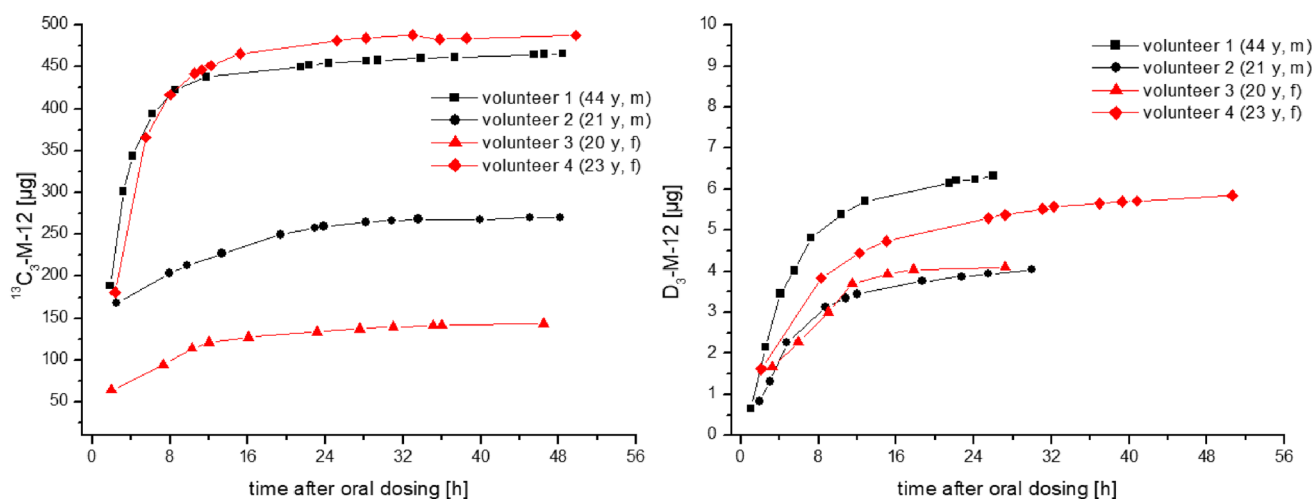 500
450
400
350
300
250
200
150
100
50
¹³C₃-M-12 [µg]
volunteer 1 (44 y, m)
volunteer 2 (21 y, m)
volunteer 3 (20 y, f)
volunteer 4 (23 y, f)
0 8 16 24 32 40 48 56
time after oral dosing [h]
10
9
8
7
6
5
4
3
2
1
0
D₃-M-12 [µg]
volunteer 1 (44 y, m)
volunteer 2 (21 y, m)
volunteer 3 (20 y, f)
volunteer 4 (23 y, f)
0 8 16 24 32 40 48 56
time after oral dosing [h]